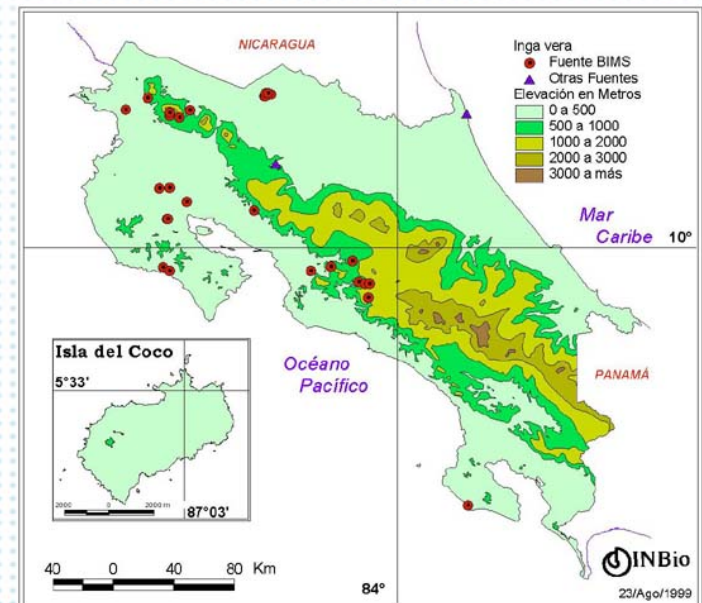 NICARAGUA
Inga vera
Fuente BIMS
Otras Fuentes
Elevación en Metros
0 a 500
500 a 1000
1000 a 2000
2000 a 3000
3000 a más
Mar
Caribe
10°
Isla del Coco
5°33'
Océano
Pacífico
PANAMÁ
2000 0 2000 m
87°03'
40 0 40 80 Km
84°
INBio
23/Ago/1999